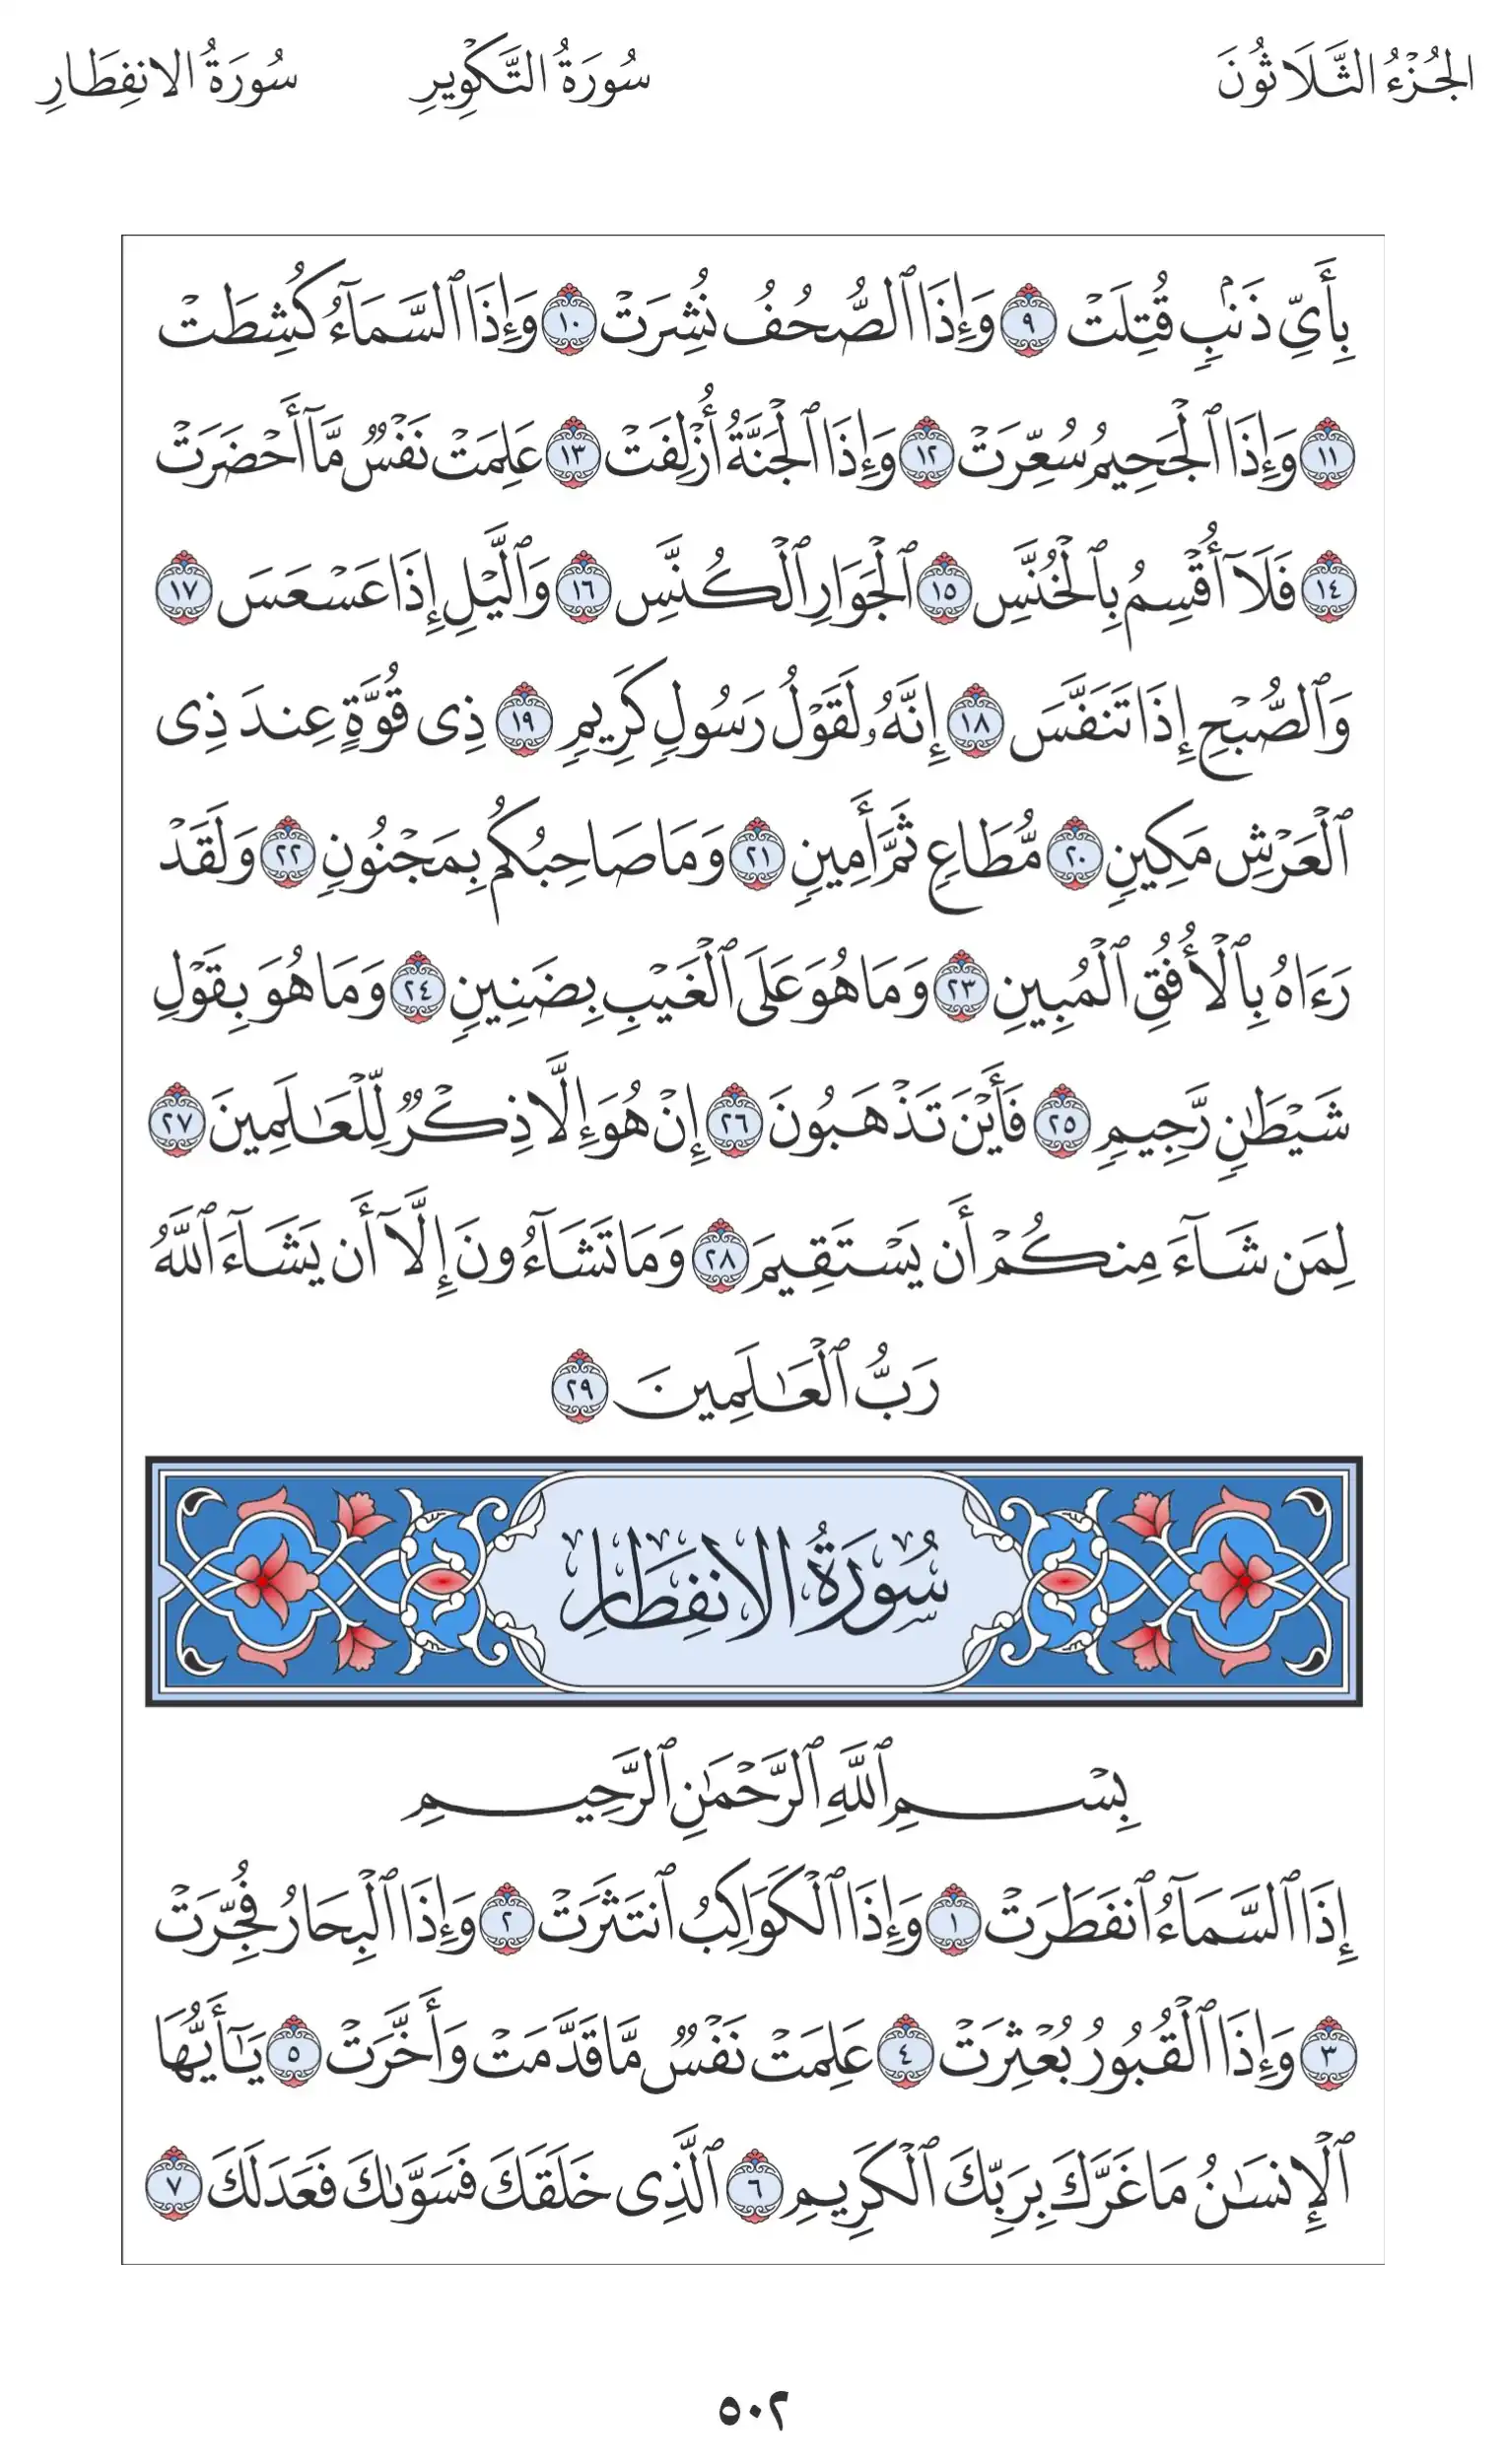 الجُزْءُ الثَّلَاثُونَ سُورَةُ التَّكْوِيرِ سُورَةُ الانفِطَارِ
بِأَيِّ ذَنۢبٍ قُتِلَتْ ٩ وَإِذَا ٱلصُّحُفُ نُشِرَتْ ١٠ وَإِذَا ٱلسَّمَآءُ كُشِطَتْ
١١ وَإِذَا ٱلْجَحِيمُ سُعِّرَتْ ١٢ وَإِذَا ٱلْجَنَّةُ أُزْلِفَتْ ١٣ عَلِمَتْ نَفْسٌ مَّآ أَحْضَرَتْ
١٤ فَلَآ أُقْسِمُ بِٱلْخُنَّسِ ١٥ ٱلْجَوَارِ ٱلْكُنَّسِ ١٦ وَٱلَّيْلِ إِذَا عَسْعَسَ ١٧
وَٱلصُّبْحِ إِذَا تَنَفَّسَ ١٨ إِنَّهُۥ لَقَوْلُ رَسُولٍ كَرِيمٍ ١٩ ذِى قُوَّةٍ عِندَ ذِى
ٱلْعَرْشِ مَكِينٍ ٢٠ مُّطَاعٍ ثَمَّ أَمِينٍ ٢١ وَمَا صَاحِبُكُم بِمَجْنُونٍ ٢٢ وَلَقَدْ
رَءَاهُ بِٱلْأُفُقِ ٱلْمُبِينِ ٢٣ وَمَا هُوَ عَلَى ٱلْغَيْبِ بِضَنِينٍ ٢٤ وَمَا هُوَ بِقَوْلِ
شَيْطَٰنٍ رَّجِيمٍ ٢٥ فَأَيْنَ تَذْهَبُونَ ٢٦ إِنْ هُوَ إِلَّا ذِكْرٌ لِّلْعَٰلَمِينَ ٢٧
لِمَن شَآءَ مِنكُمْ أَن يَسْتَقِيمَ ٢٨ وَمَا تَشَآءُونَ إِلَّآ أَن يَشَآءَ ٱللَّهُ
رَبُّ ٱلْعَٰلَمِينَ ٢٩
سُورَةُ الانفِطَارِ
بِسْمِ ٱللَّهِ ٱلرَّحْمَٰنِ ٱلرَّحِيمِ
إِذَا ٱلسَّمَآءُ ٱنفَطَرَتْ ١ وَإِذَا ٱلْكَوَاكِبُ ٱنتَثَرَتْ ٢ وَإِذَا ٱلْبِحَارُ فُجِّرَتْ
٣ وَإِذَا ٱلْقُبُورُ بُعْثِرَتْ ٤ عَلِمَتْ نَفْسٌ مَّا قَدَّمَتْ وَأَخَّرَتْ ٥ يَٰٓأَيُّهَا
ٱلْإِنسَٰنُ مَا غَرَّكَ بِرَبِّكَ ٱلْكَرِيمِ ٦ ٱلَّذِى خَلَقَكَ فَسَوَّىٰكَ فَعَدَلَكَ ٧
٥٠٢